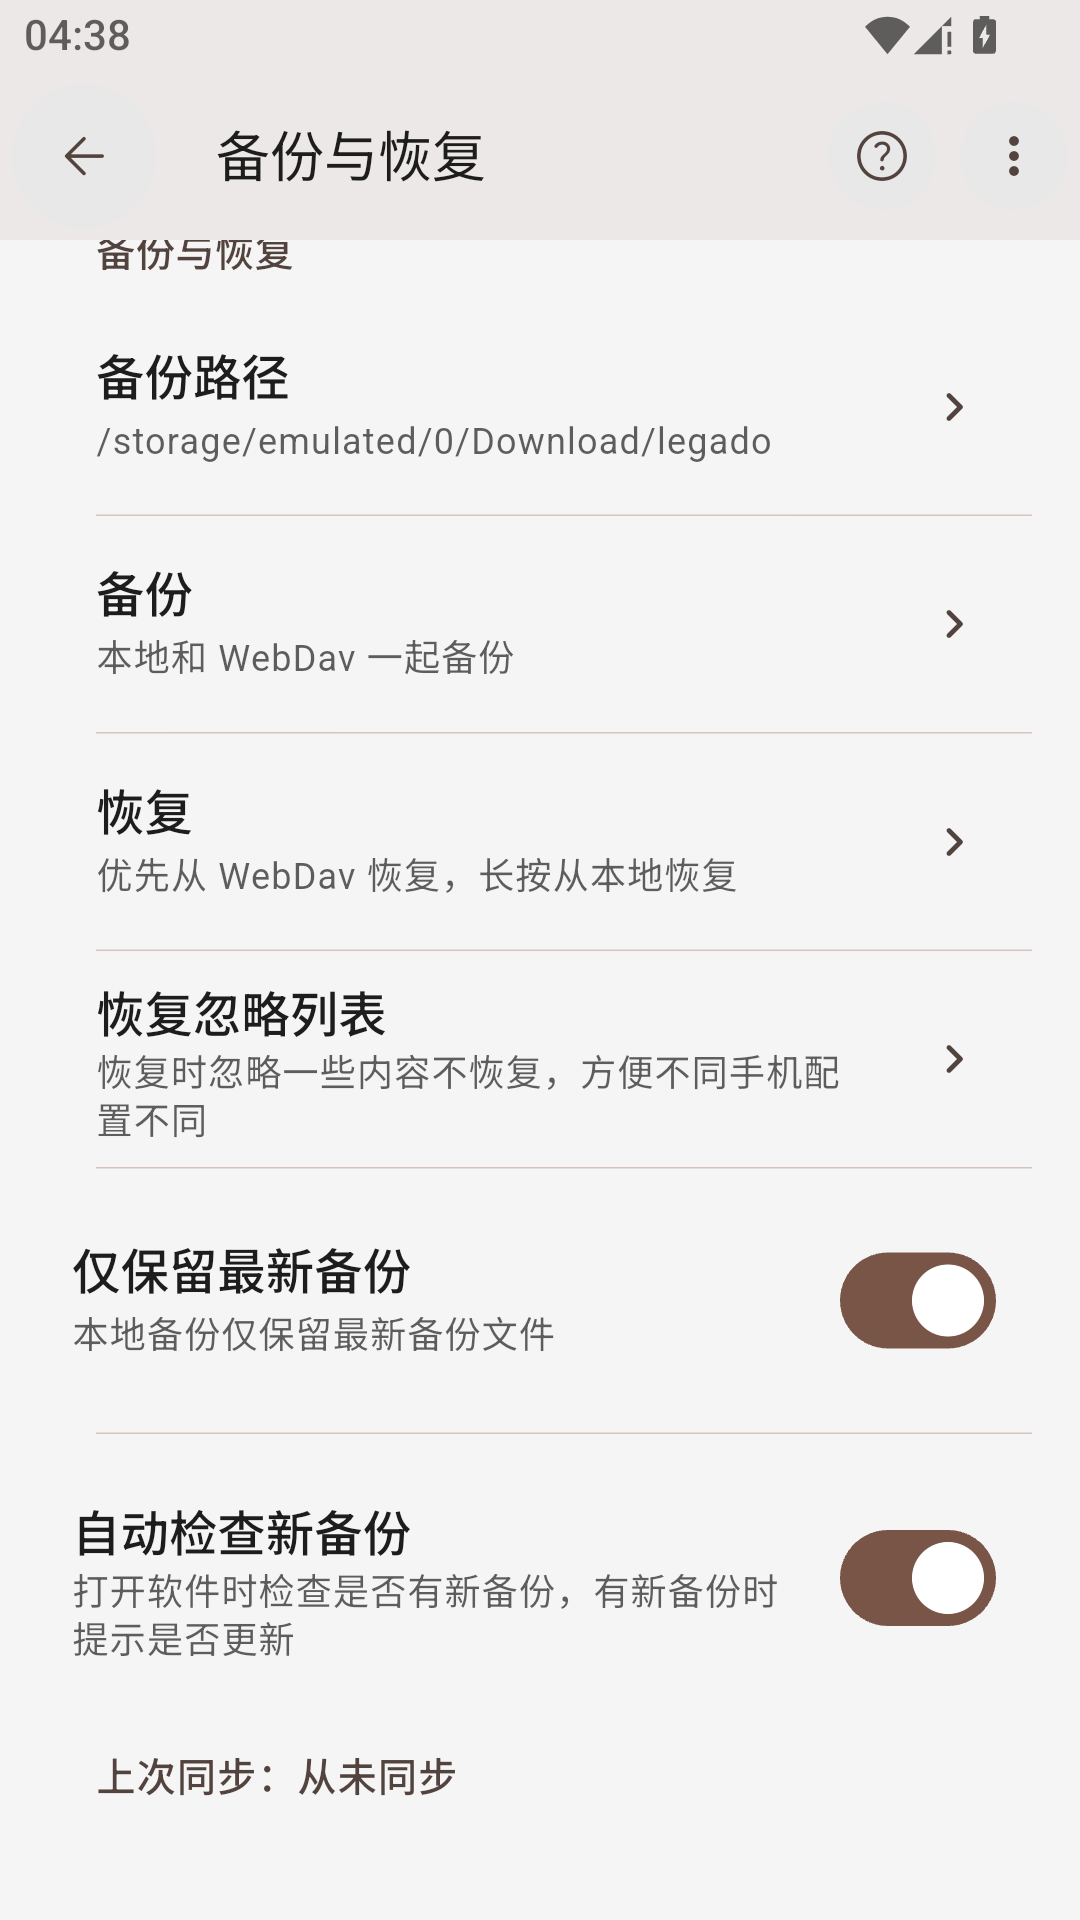 04:38
备份与恢复
备份与恢复
备份路径
/storage/emulated/0/Download/legado
备份
本地和 WebDav 一起备份
恢复
优先从 WebDav 恢复，长按从本地恢复
恢复忽略列表
恢复时忽略一些内容不恢复，方便不同手机配
置不同
仅保留最新备份
本地备份仅保留最新备份文件
自动检查新备份
打开软件时检查是否有新备份，有新备份时
提示是否更新
上次同步：从未同步